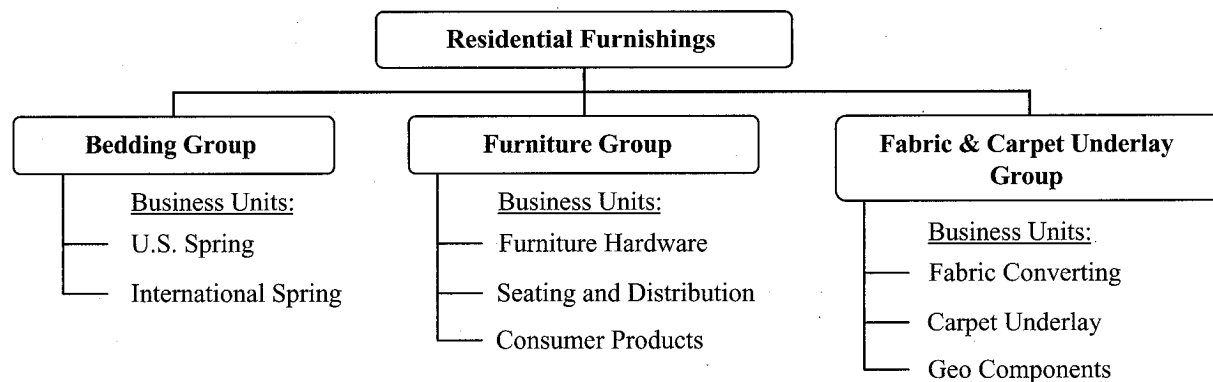 Residential Furnishings
Bedding Group
Business Units:
U.S. Spring
International Spring
Furniture Group
Business Units:
Furniture Hardware
Seating and Distribution
Consumer Products
Fabric & Carpet Underlay
Group
Business Units:
Fabric Converting
Carpet Underlay
Geo Components